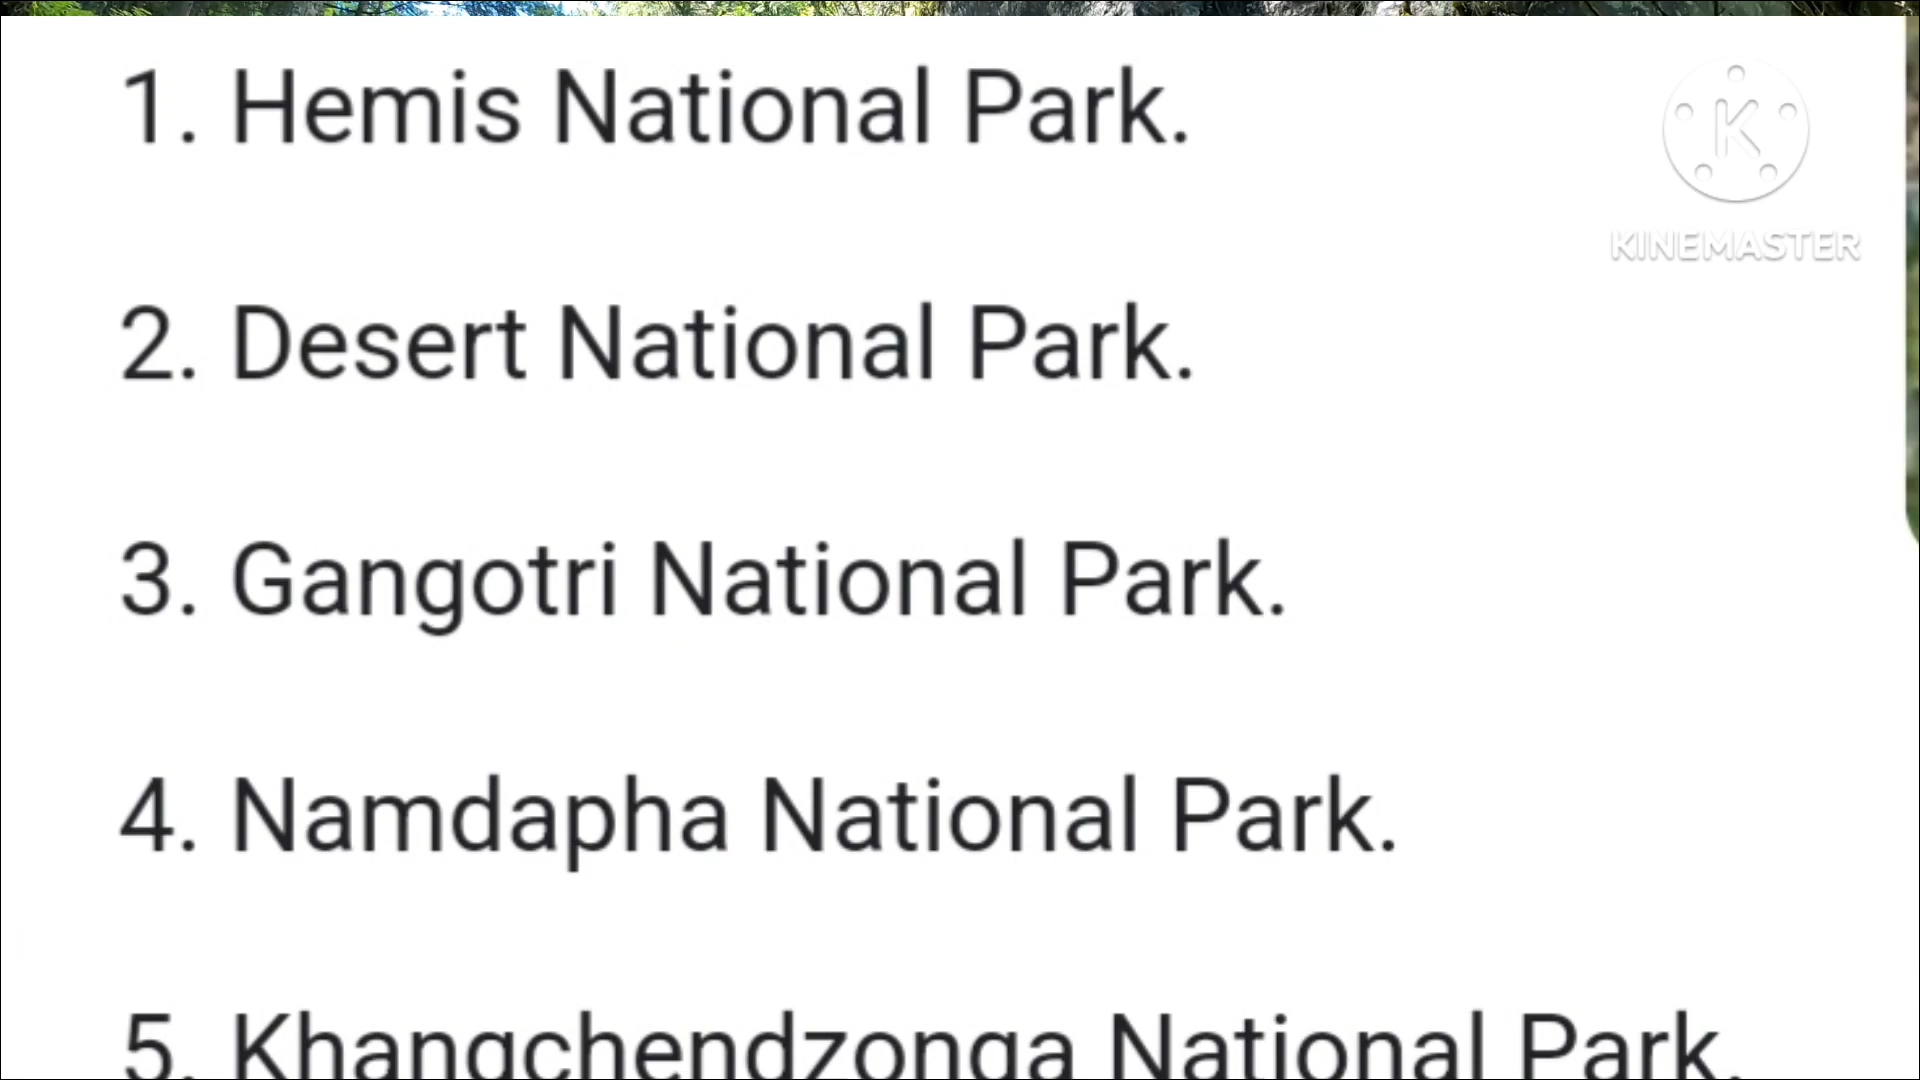 1. Hemis National Park.
KINEMASTER
2. Desert National Park.
3. Gangotri National Park.
4. Namdapha National Park.
5. Khangchendzonga National Park.